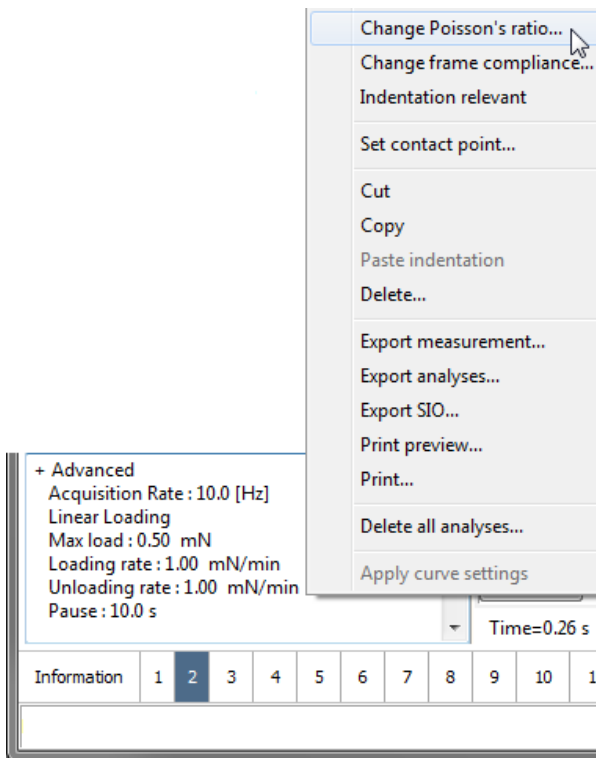 Change Poisson's ratio...
Change frame compliance...
Indentation relevant
Set contact point...
Cut
Copy
Paste indentation
Delete...
Export measurement...
Export analyses...
Export SIO...
Print preview...
Print...
Delete all analyses...
Apply curve settings
+ Advanced
Acquisition Rate : 10.0 [Hz]
Linear Loading
Max load : 0.50 mN
Loading rate : 1.00 mN/min
Unloading rate : 1.00 mN/min
Pause : 10.0 s
Time=0.26 s
Information 1 2 3 4 5 6 7 8 9 10 1